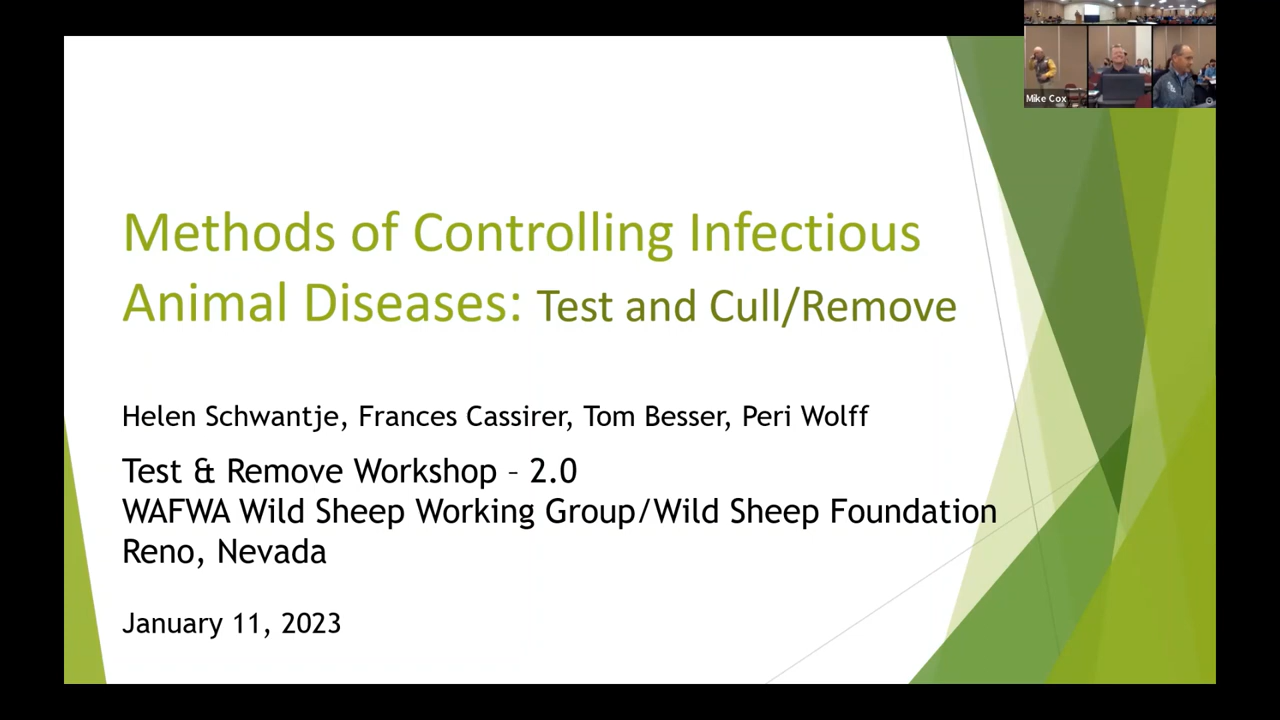 Mike Cox
Methods of Controlling Infectious
Animal Diseases: Test and Cull/Remove
Helen Schwantje, Frances Cassirer, Tom Besser, Peri Wolff
Test & Remove Workshop – 2.0
WAFWA Wild Sheep Working Group/Wild Sheep Foundation
Reno, Nevada
January 11, 2023